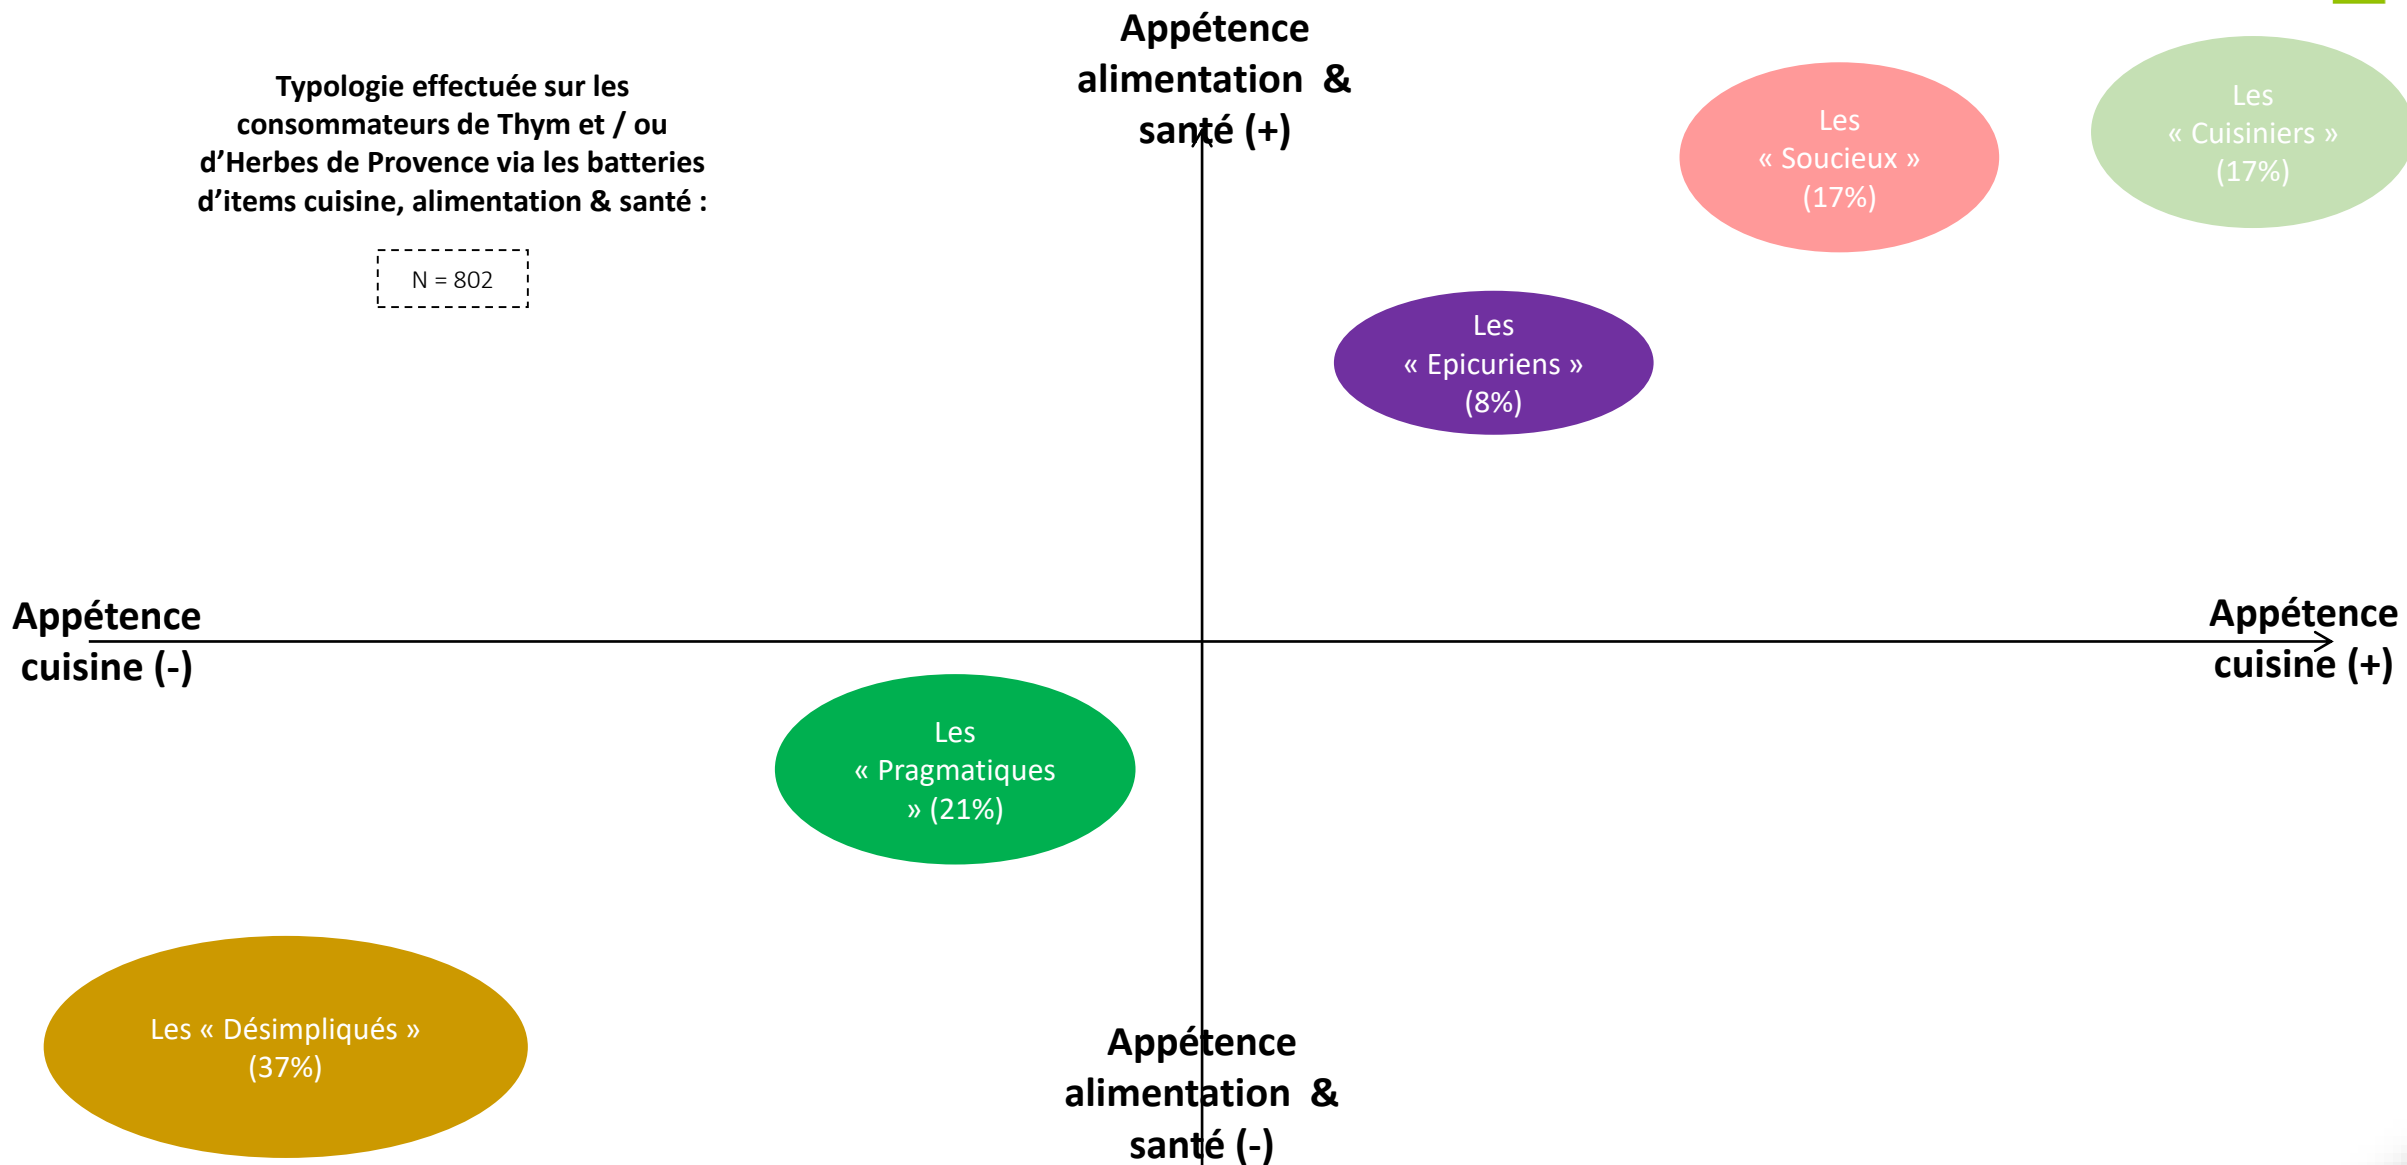 Appétence
alimentation & 
santé (+)
Typologie effectuée sur les
consommateurs de Thym et / ou
d’Herbes de Provence via les batteries
d’items cuisine, alimentation & santé :
N = 802
Les
« Soucieux »
(17%)
Les
« Cuisiniers »
(17%)
Les
« Epicuriens »
(8%)
Appétence
cuisine (-)
Appétence
cuisine (+)
Les
« Pragmatiques
» (21%)
Les « Désimpliqués »
(37%)
Appétence
alimentation &
santé (-)